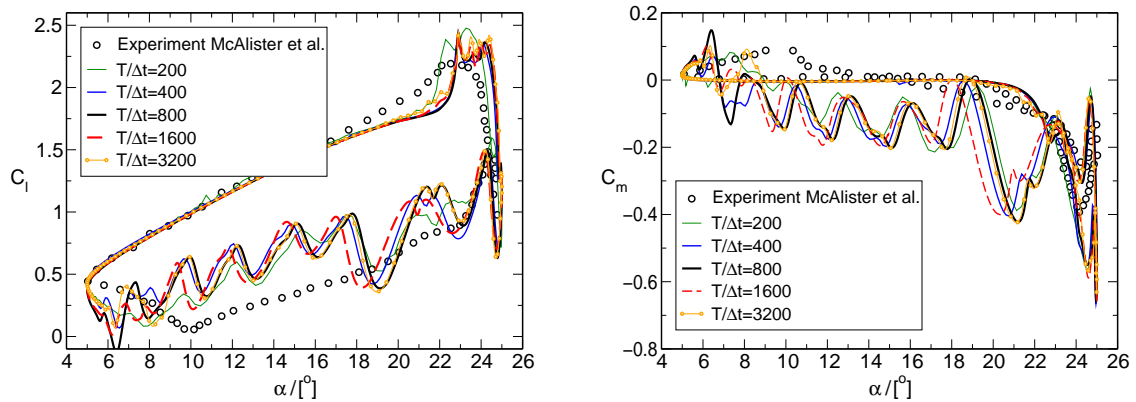 2.5
2
1.5
1
0.5
0
C_l
Experiment McAlister et al.
T/Δt=200
T/Δt=400
T/Δt=800
T/Δt=1600
T/Δt=3200
4 6 8 10 12 14 16 18 20 22 24 26
α/[°]
0.2
0
−0.2
−0.4
−0.6
−0.8
C_m
Experiment McAlister et al.
T/Δt=200
T/Δt=400
T/Δt=800
T/Δt=1600
T/Δt=3200
4 6 8 10 12 14 16 18 20 22 24 26
α/[°]